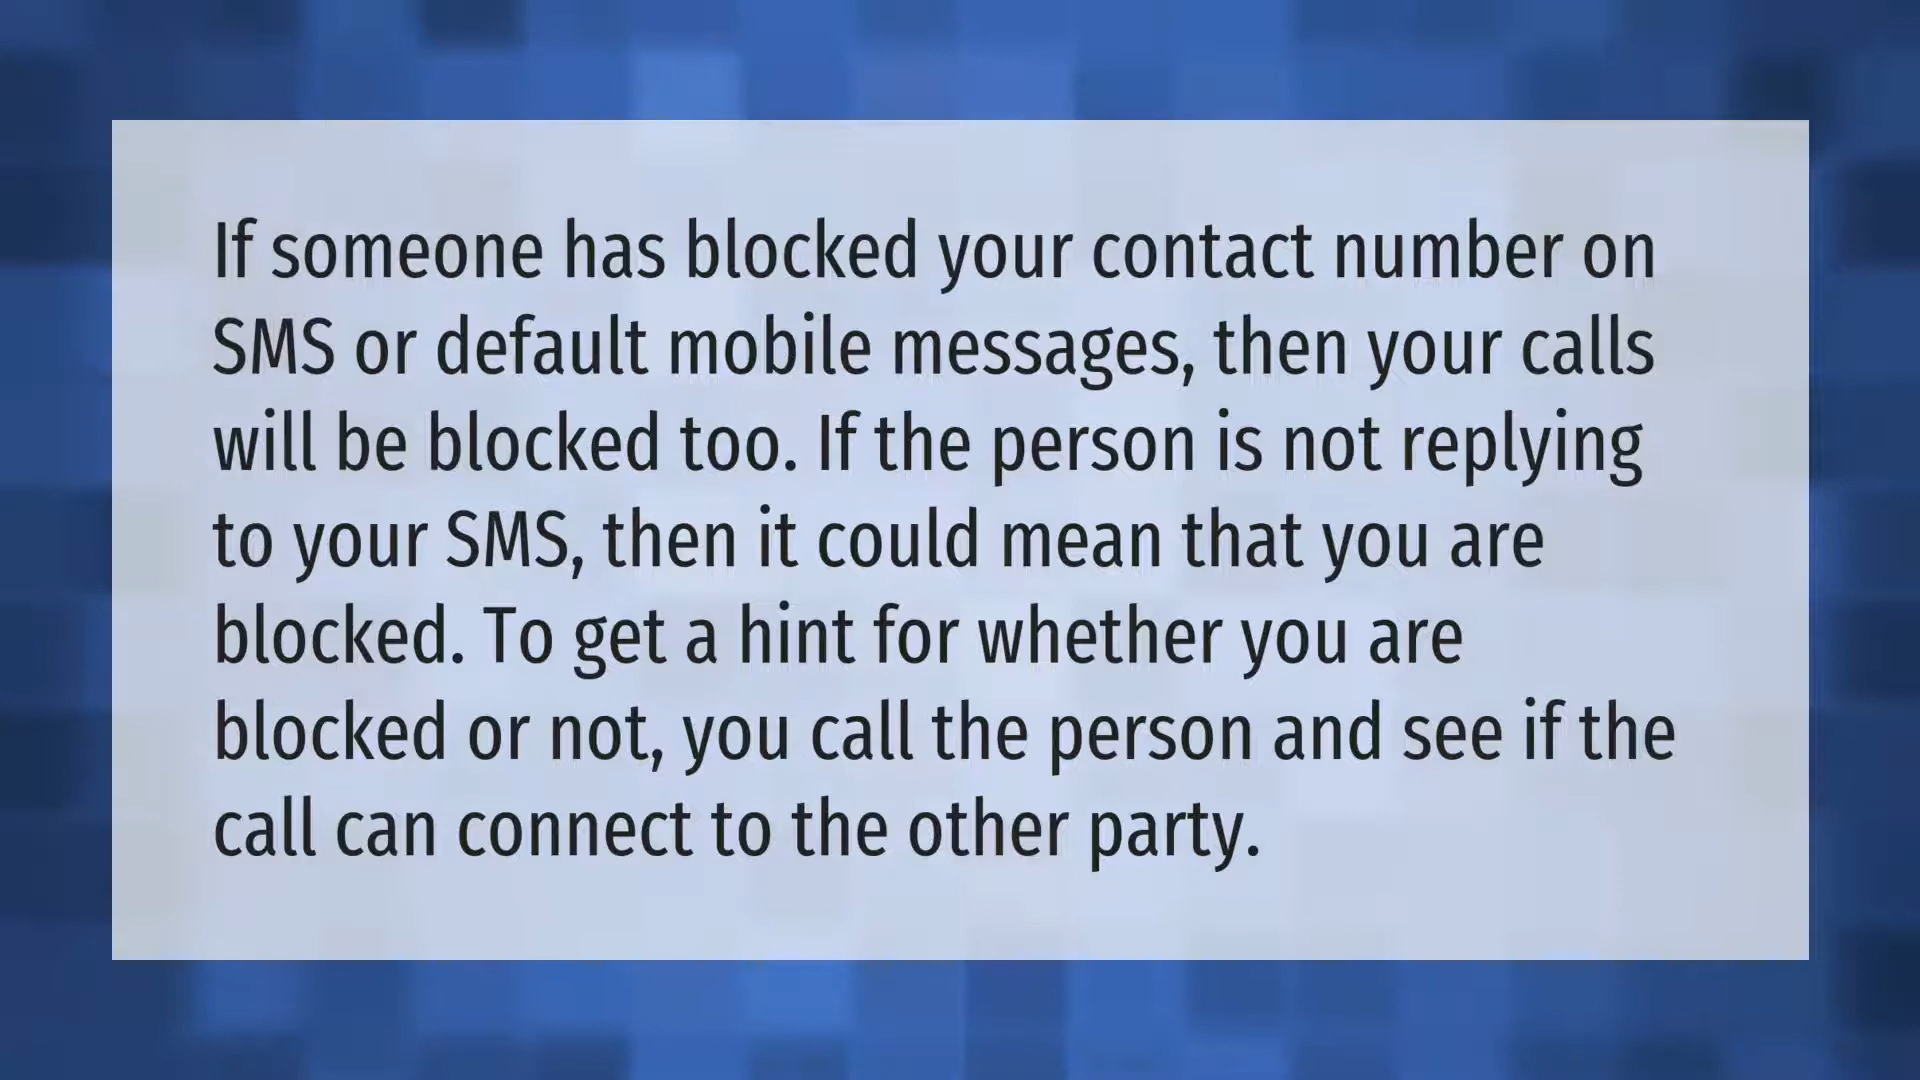 If someone has blocked your contact number on
SMS or default mobile messages, then your calls
will be blocked too. If the person is not replying
to your SMS, then it could mean that you are
blocked. To get a hint for whether you are
blocked or not, you call the person and see if the
call can connect to the other party.